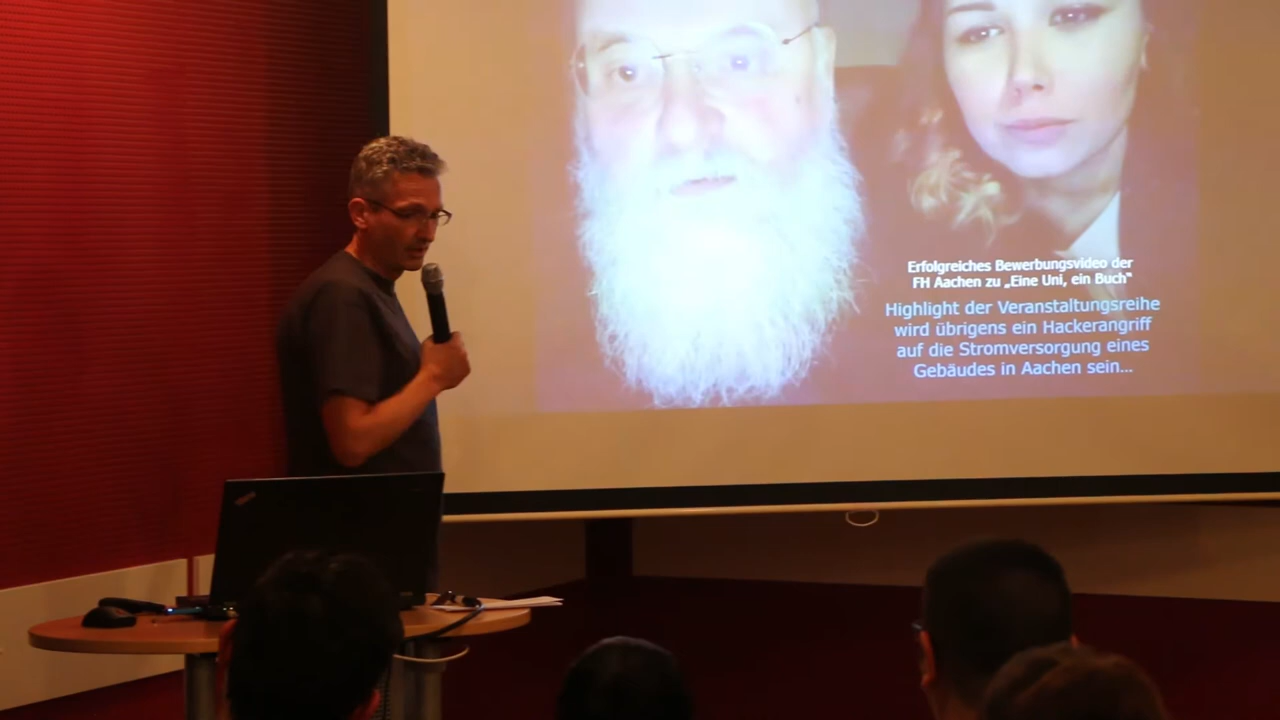 Erfolgreiches Bewerbungsvideo der
FH Aachen zu „Eine Uni, ein Buch“
Highlight der Veranstaltungsreihe
wird übrigens ein Hackerangriff
auf die Stromversorgung eines
Gebäudes in Aachen sein...